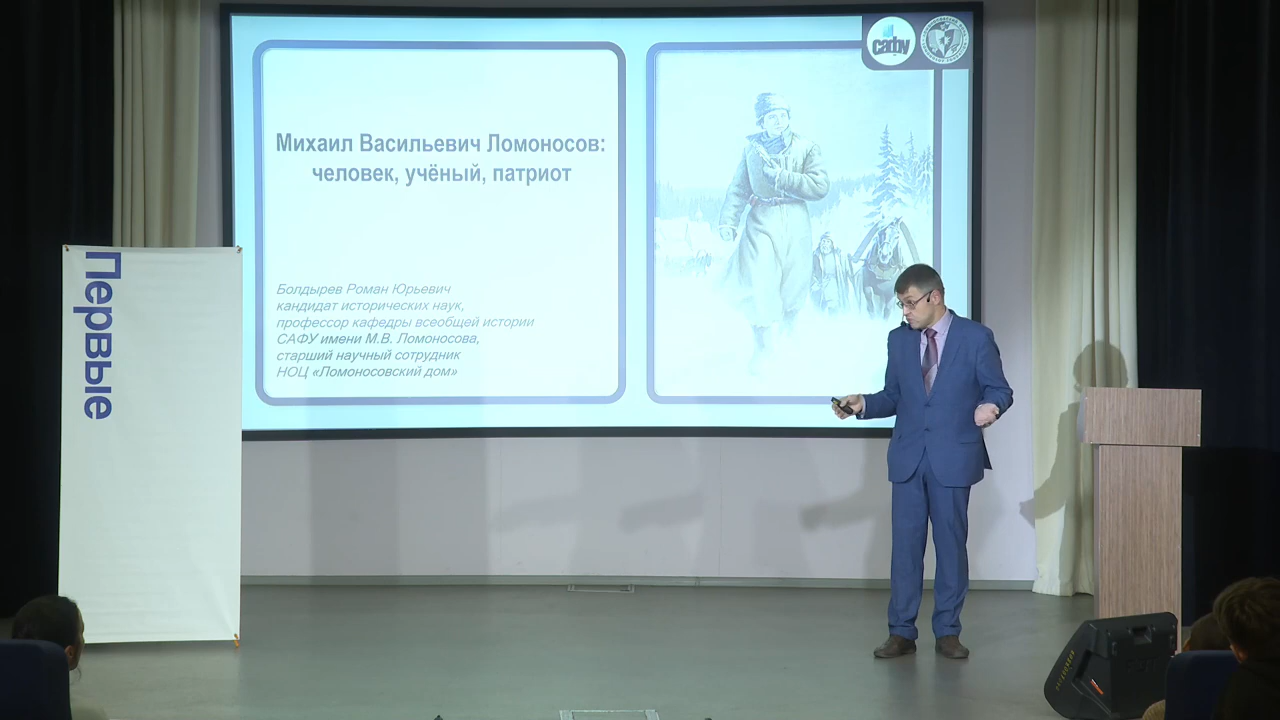 Михаил Васильевич Ломоносов:
человек, учёный, патриот
Болдырев Роман Юрьевич
кандидат исторических наук,
профессор кафедры всеобщей истории
САФУ имени М.В. Ломоносова,
старший научный сотрудник
НОЦ «Ломоносовский дом»
сафу
Первые